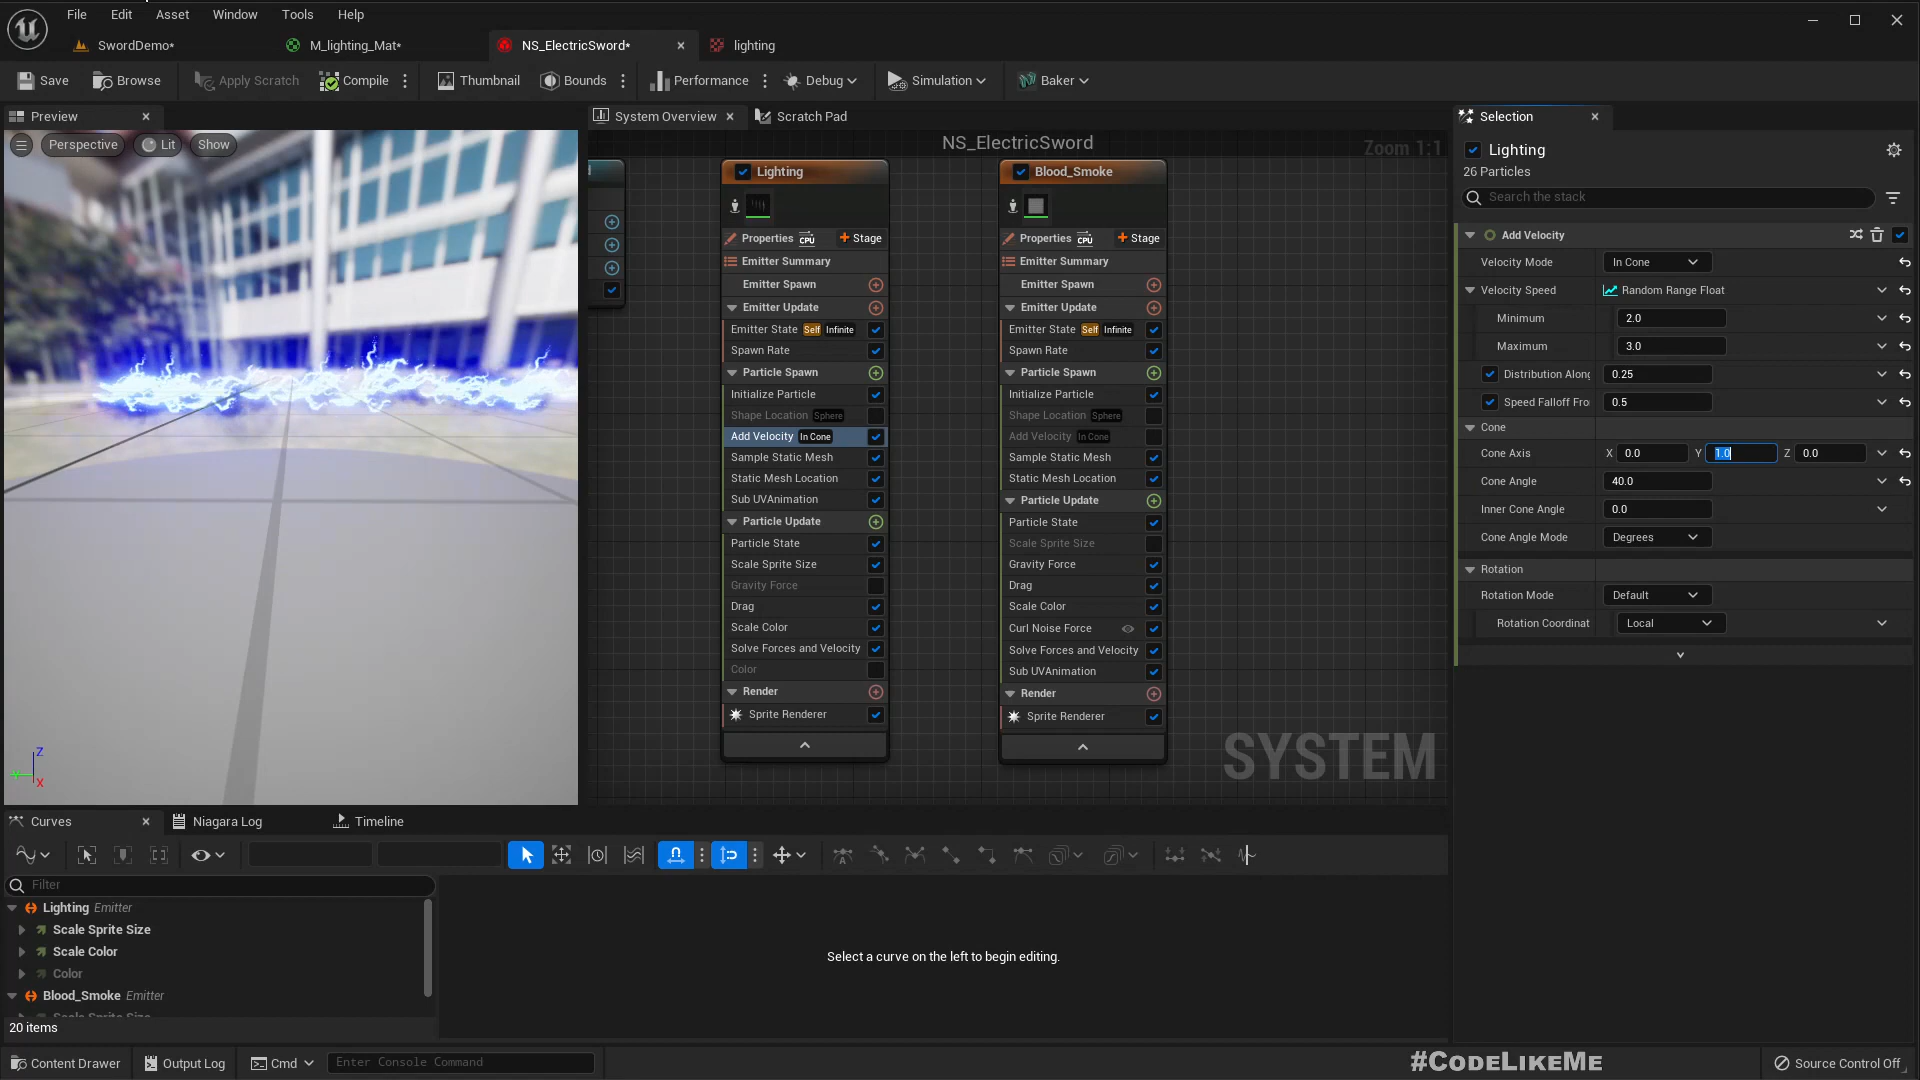 File Edit Asset Window Tools Help
SwordDemo* M_lighting_Mat* NS_ElectricSword* lighting
Save Browse Apply Scratch Compile Thumbnail Bounds Performance Debug Simulation Baker
Preview System Overview Scratch Pad Selection
Perspective Lit Show
NS_ElectricSword
Zoom 1:1
Lighting
26 Particles
Search the stack
Lighting
Properties CPU Stage
Emitter Summary
Emitter Spawn
Emitter Update
Emitter State Self Infinite
Spawn Rate
Particle Spawn
Initialize Particle
Shape Location Sphere
Add Velocity In Cone
Sample Static Mesh
Static Mesh Location
Sub UVAnimation
Particle Update
Particle State
Scale Sprite Size
Gravity Force
Drag
Scale Color
Solve Forces and Velocity
Color
Render
Sprite Renderer
Blood_Smoke
Properties CPU Stage
Emitter Summary
Emitter Spawn
Emitter Update
Emitter State Self Infinite
Spawn Rate
Particle Spawn
Initialize Particle
Shape Location Sphere
Add Velocity In Cone
Sample Static Mesh
Static Mesh Location
Particle Update
Particle State
Scale Sprite Size
Gravity Force
Drag
Scale Color
Curl Noise Force
Solve Forces and Velocity
Sub UVAnimation
Render
Sprite Renderer
SYSTEM
Add Velocity
Velocity Mode In Cone
Velocity Speed Random Range Float
Minimum 2.0
Maximum 3.0
Distribution Along 0.25
Speed Falloff Fro 0.5
Cone
Cone Axis X 0.0 Y 1.0 Z 0.0
Cone Angle 40.0
Inner Cone Angle 0.0
Cone Angle Mode Degrees
Rotation
Rotation Mode Default
Rotation Coordinat Local
Z
Y
X
Curves Niagara Log Timeline
Filter
Lighting Emitter
Scale Sprite Size
Scale Color
Color
Blood_Smoke Emitter
Scale Sprite Size
20 items
Select a curve on the left to begin editing.
Content Drawer Output Log Cmd Enter Console Command
#CODELIKEME
Source Control Off